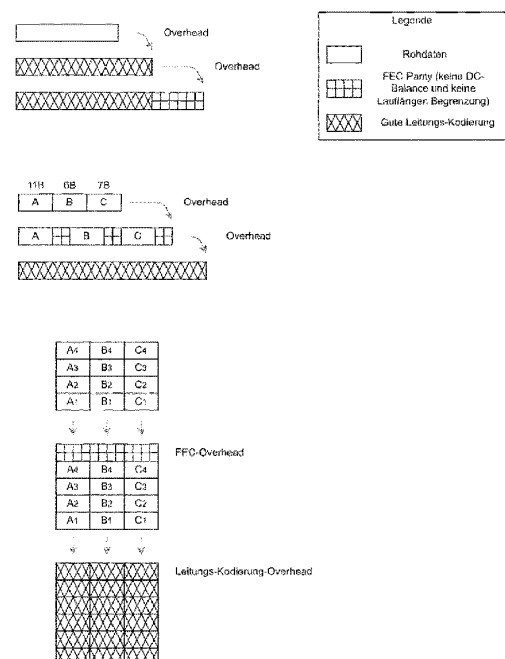 Overhead
Overhead
Legende
Rohdaten
FEC Parity (keine DC-
Balance und keine
Lauflängen Begrenzung)
Gute Leitungs-Kodierung
11B 6B 7B
A B C
Overhead
A B C
Overhead
A4 B4 C4
A3 B3 C3
A2 B2 C2
A1 B1 C1
FEC-Overhead
A4 B4 C4
A3 B3 C3
A2 B2 C2
A1 B1 C1
Leitungs-Kodierung-Overhead